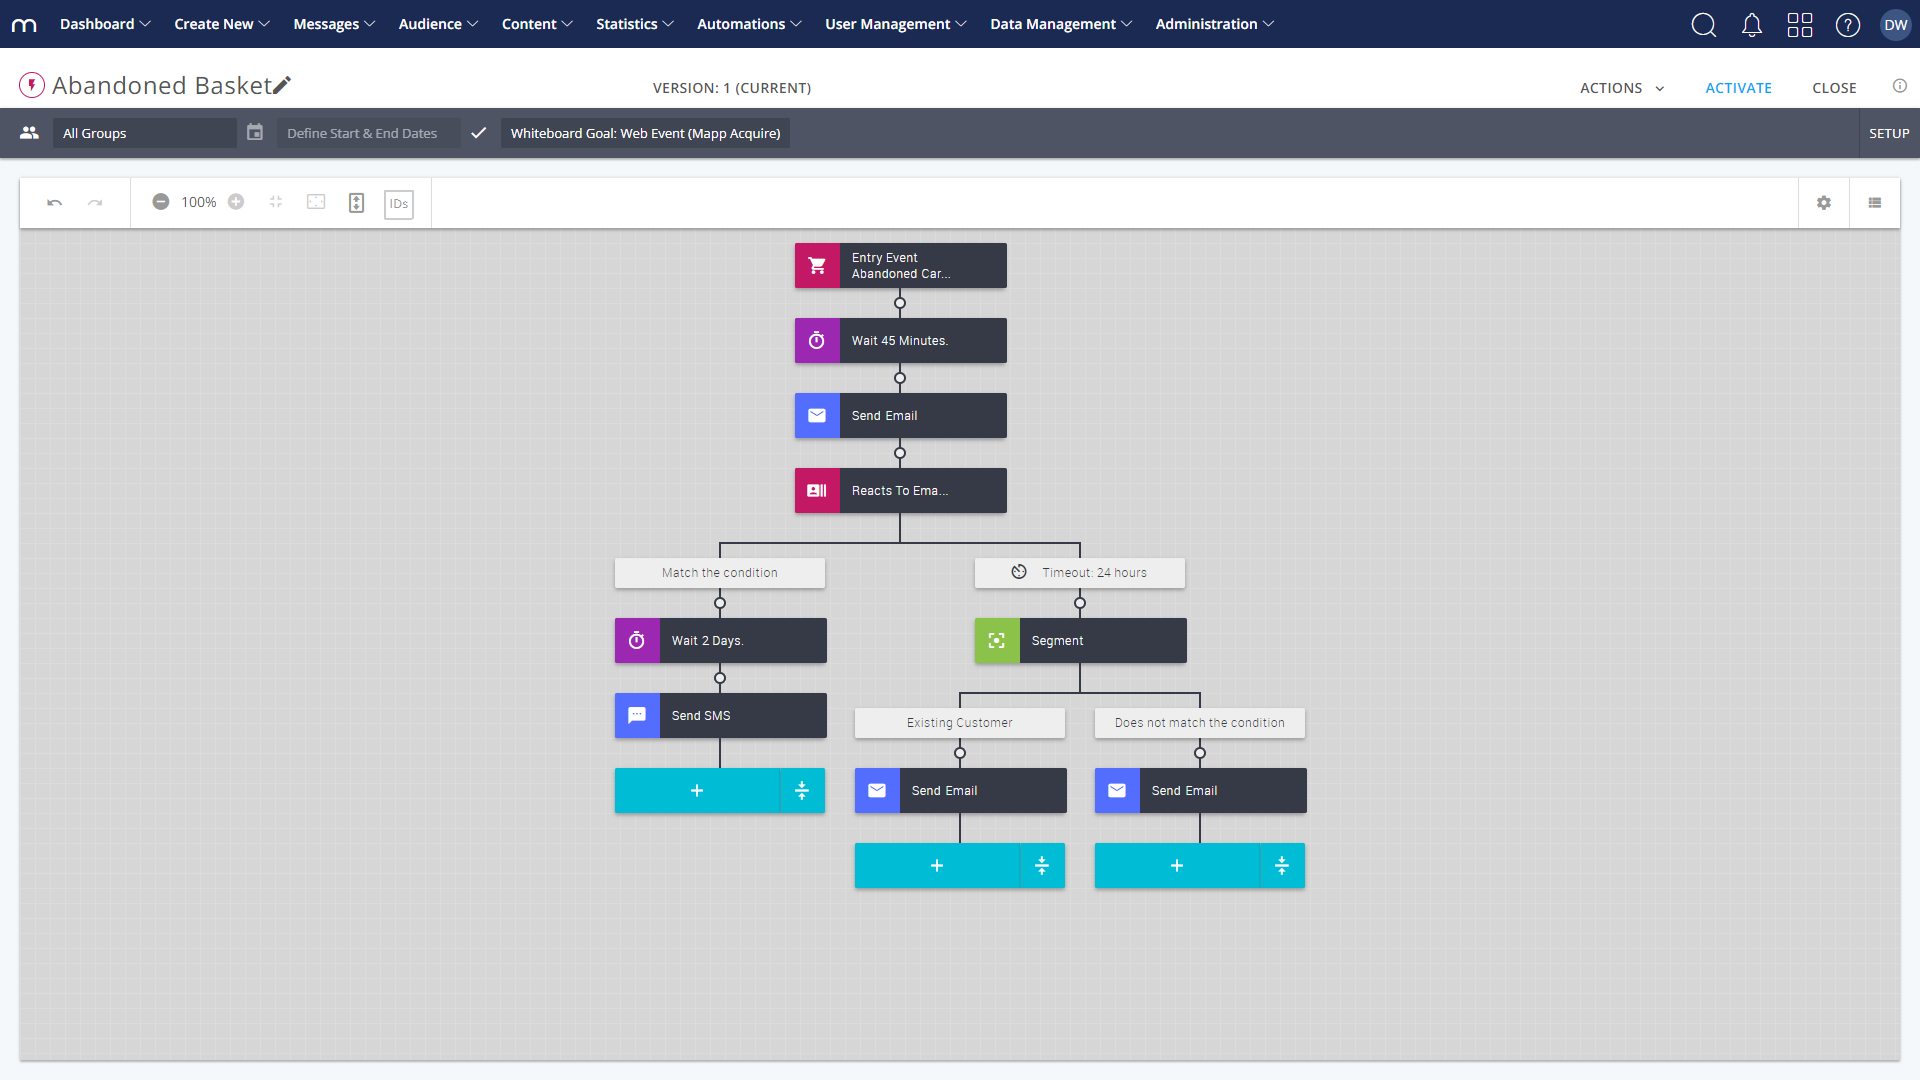 m Dashboard Create New Messages Audience Content Statistics Automations User Management Data Management Administration ? DW
Abandoned Basket VERSION: 1 (CURRENT) ACTIONS ACTIVATE CLOSE
All Groups Define Start & End Dates Whiteboard Goal: Web Event (Mapp Acquire) SETUP
100% IDs
Entry Event
Abandoned Car...
Wait 45 Minutes.
Send Email
Reacts To Ema...
Match the condition Timeout: 24 hours
Wait 2 Days. Segment
Send SMS Existing Customer Does not match the condition
Send Email Send Email